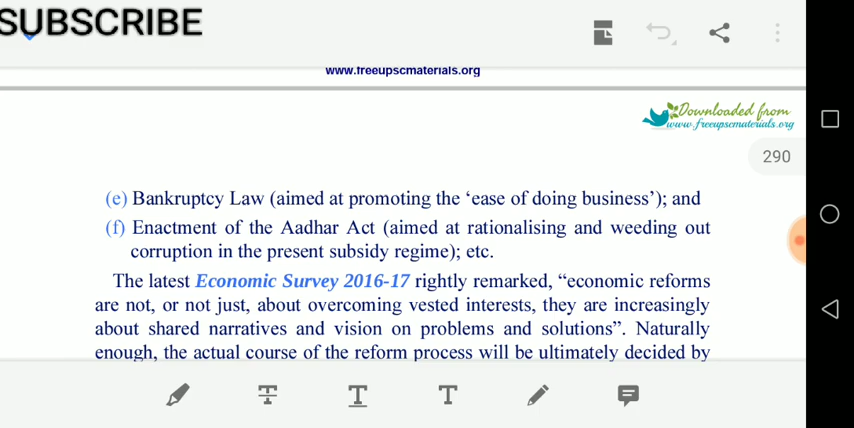 SUBSCRIBE
www.freeupscmaterials.org
Downloaded from
www.freeupscmaterials.org
290
(e) Bankruptcy Law (aimed at promoting the ‘ease of doing business’); and
(f) Enactment of the Aadhar Act (aimed at rationalising and weeding out
corruption in the present subsidy regime); etc.
The latest Economic Survey 2016-17 rightly remarked, “economic reforms
are not, or not just, about overcoming vested interests, they are increasingly
about shared narratives and vision on problems and solutions”. Naturally
enough, the actual course of the reform process will be ultimately decided by